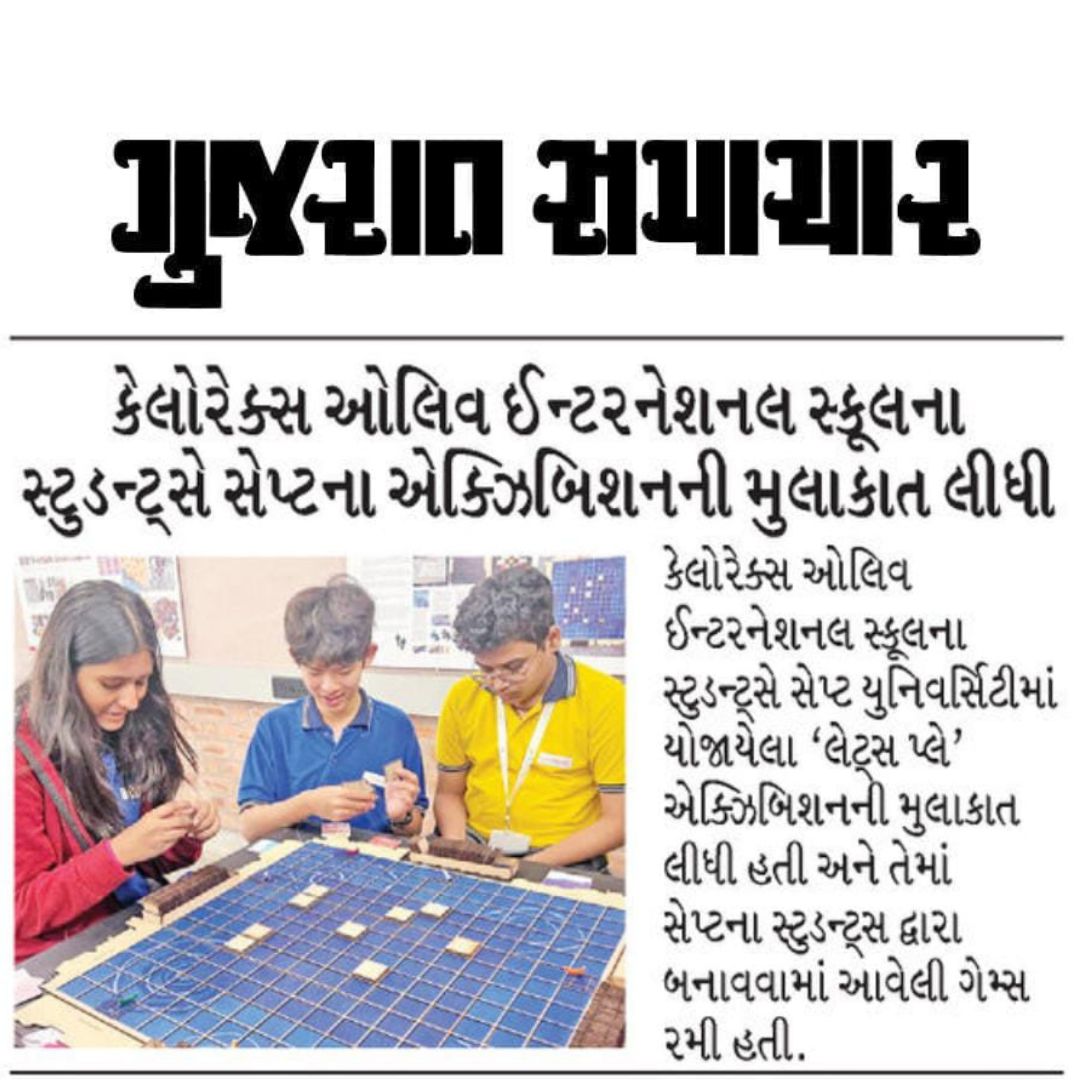 ગુજરાત સમાચાર
કેલોરેક્સ ઓલિવ ઈન્ટરનેશનલ સ્કૂલના
સ્ટુડન્ટ્સે સેપ્ટના એક્ઝિબિશનની મુલાકાત લીધી
કેલોરેક્સ ઓલિવ
ઈન્ટરનેશનલ સ્કૂલના
સ્ટુડન્ટ્સે સેપ્ટ યુનિવર્સિટીમાં
યોજાયેલા ‘લેટ્સ પ્લે’
એક્ઝિબિશનની મુલાકાત
લીધી હતી અને તેમાં
સેપ્ટના સ્ટુડન્ટ્સ દ્વારા
બનાવવામાં આવેલી ગેમ્સ
રમી હતી.